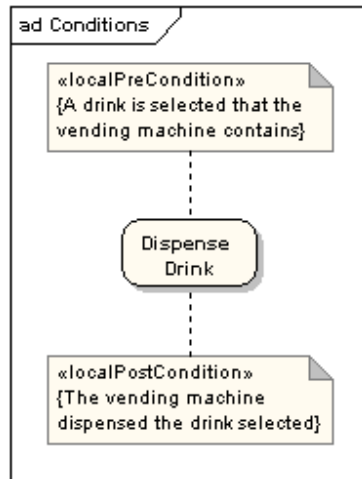 ad Conditions
«localPreCondition»
{A drink is selected that the
vending machine contains}
Dispense
Drink
«localPostCondition»
{The vending machine
dispensed the drink selected}